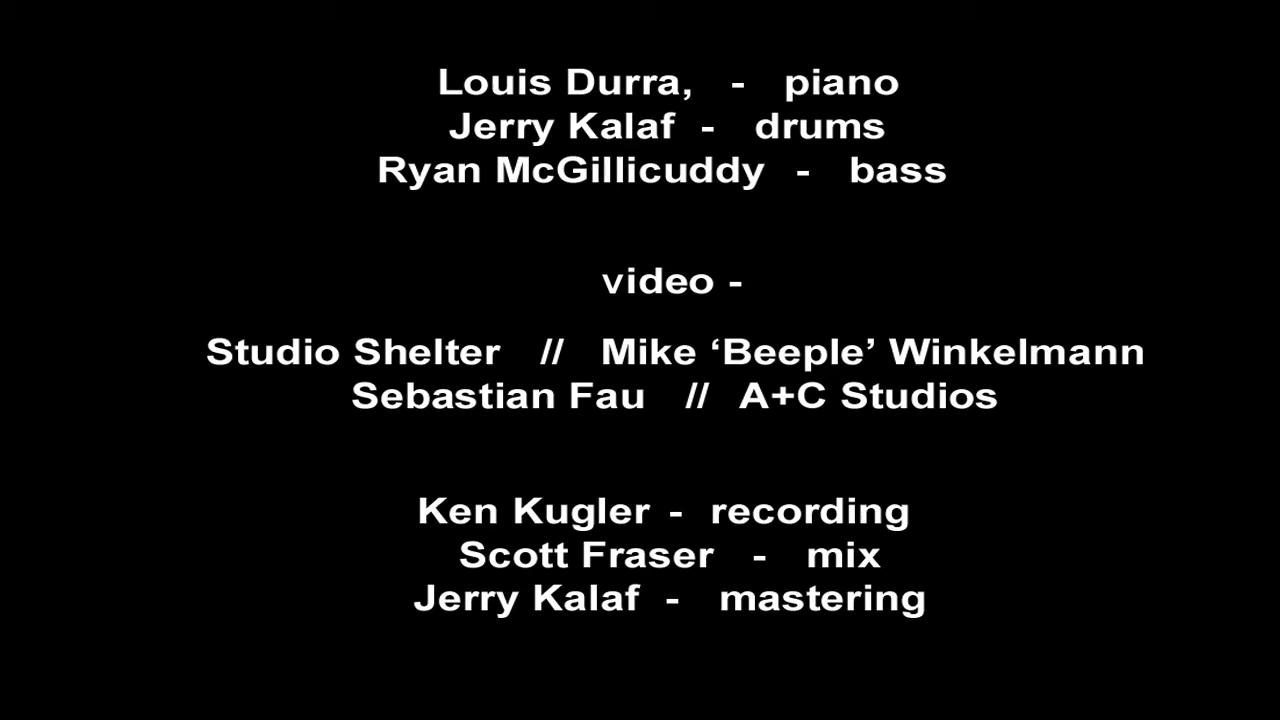 Louis Durra, - piano
Jerry Kalaf - drums
Ryan McGillicuddy - bass
video -
Studio Shelter // Mike ‘Beeple’ Winkelmann
Sebastian Fau // A+C Studios
Ken Kugler - recording
Scott Fraser - mix
Jerry Kalaf - mastering